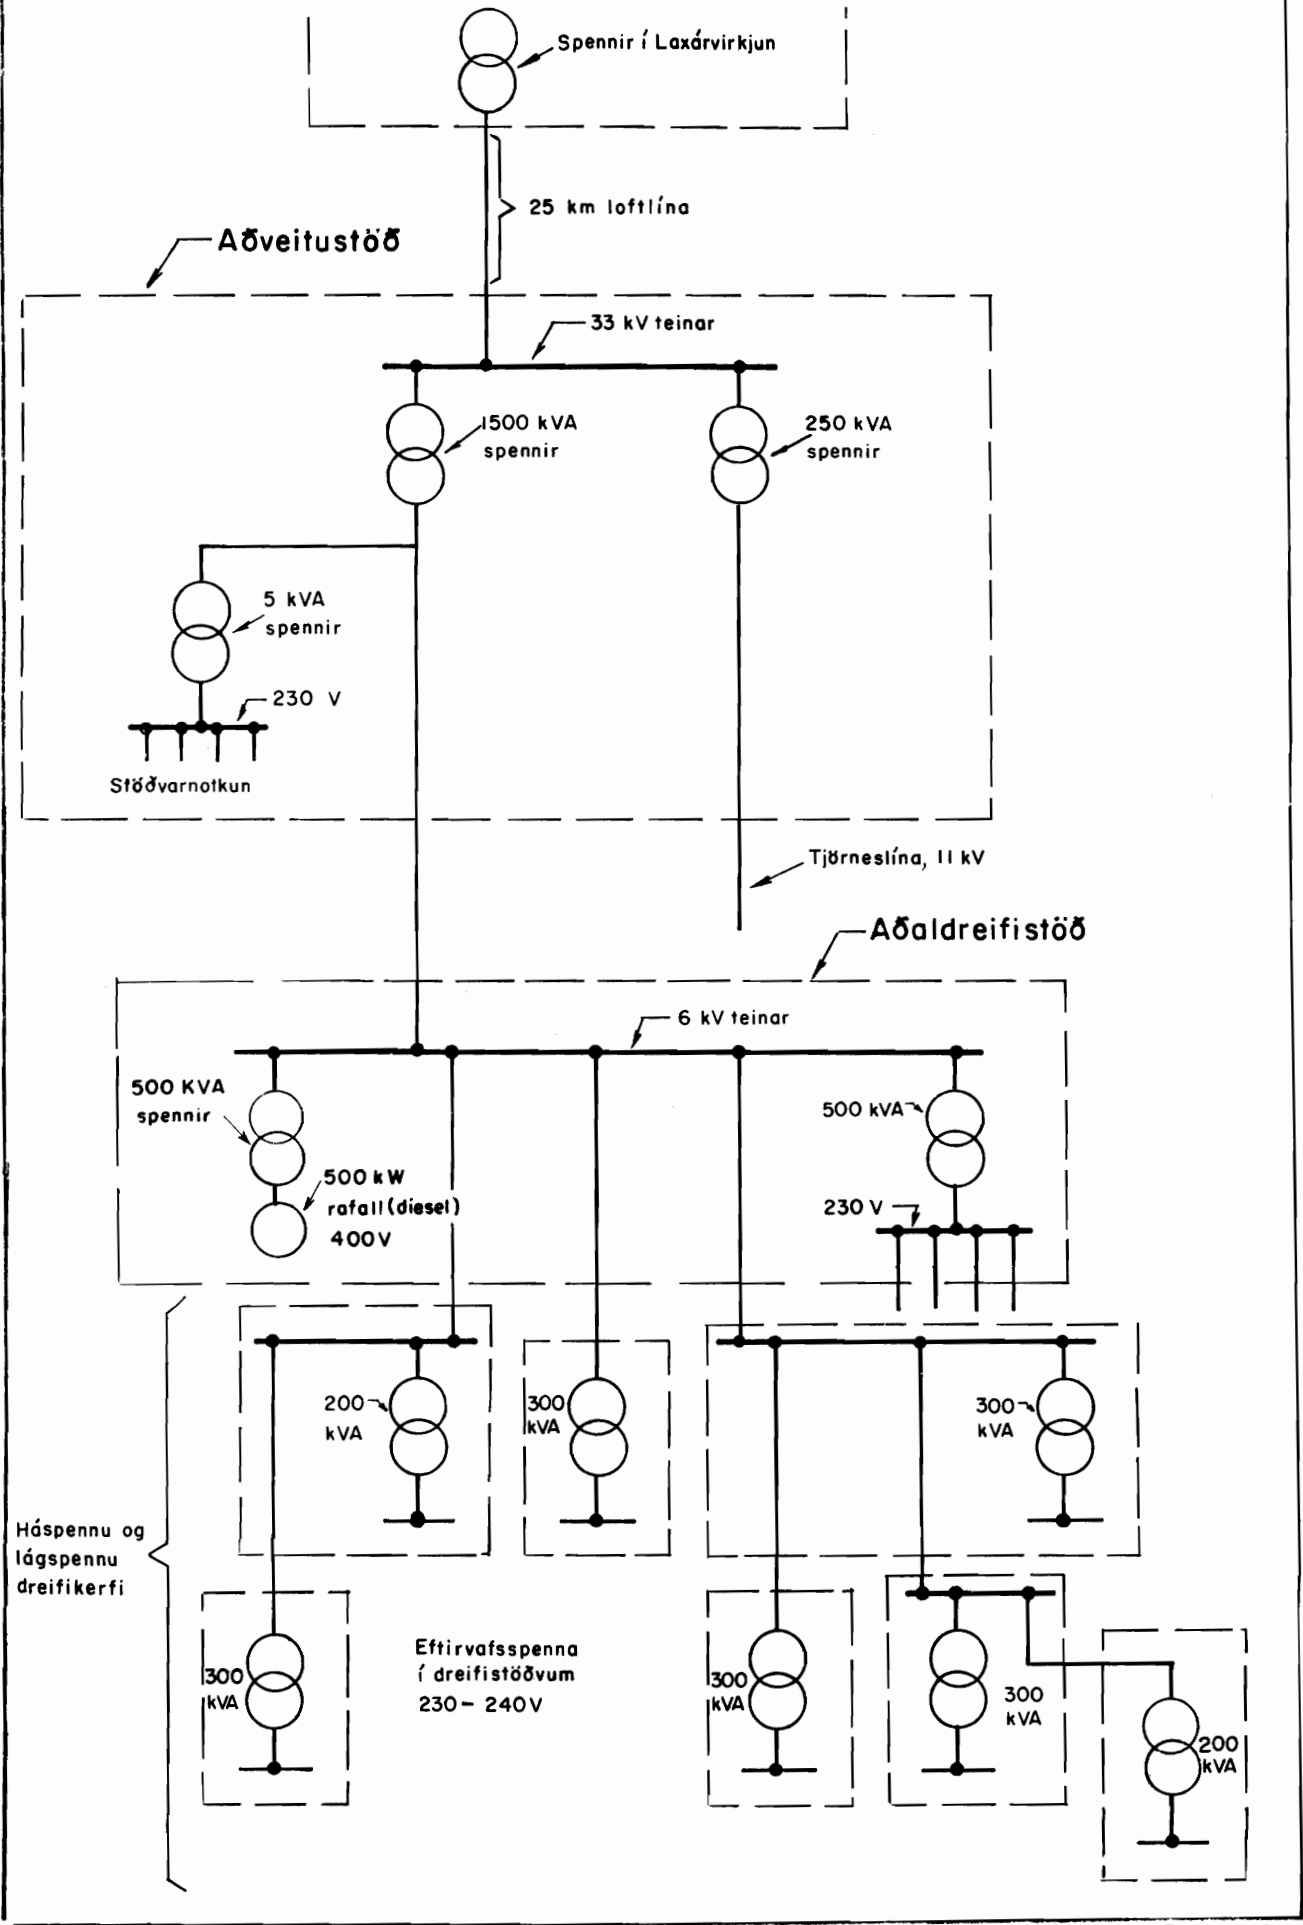 Spennir í Laxárvirkjun
25 km loftlína
Aðveitustöð
33 kV teinar
1500 kVA
spennir
250 kVA
spennir
5 kVA
spennir
230 V
Stöðvarnotkun
Tjörneslína, 11 kV
Aðaldreifistöð
6 kV teinar
500 KVA
spennir
500 kVA
500 kW
rafall (diesel)
400V
230 V
200
kVA
300
kVA
300
kVA
Háspennu og
lágspennu
dreifikerfi
300
kVA
Eftirvafsspenna
í dreifistöðvum
230 - 240V
300
kVA
300
kVA
200
kVA